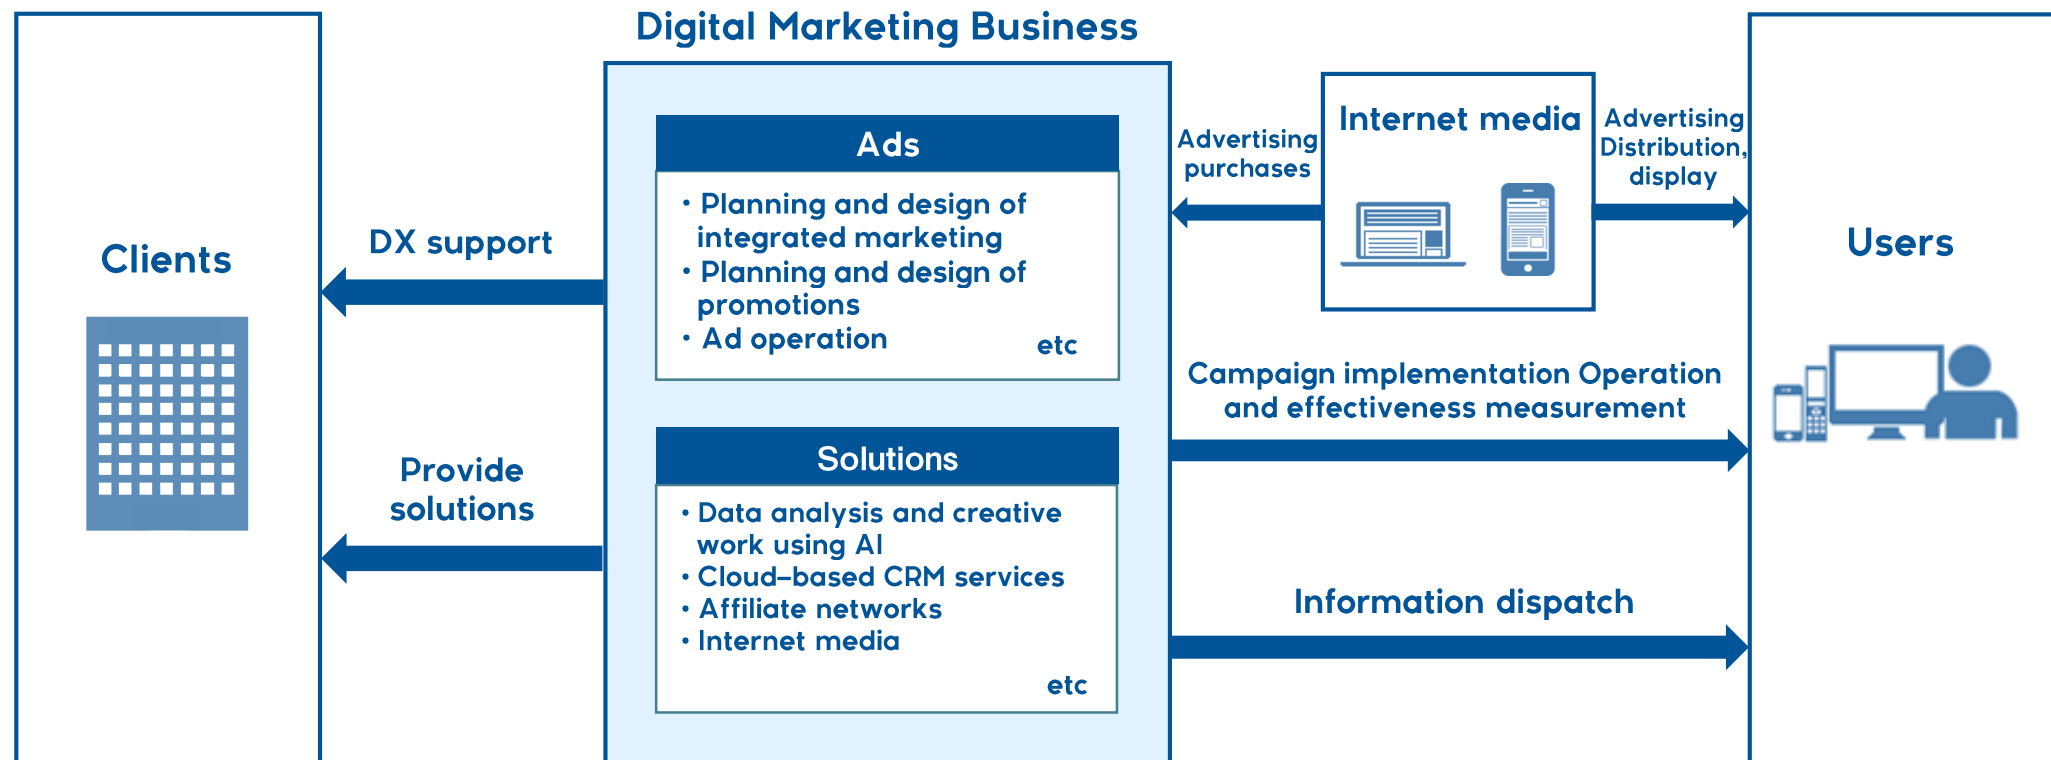 Digital Marketing Business
Clients
DX support
Provide
solutions
Ads
• Planning and design of
integrated marketing
• Planning and design of
promotions
• Ad operation
etc
Solutions
• Data analysis and creative
work using AI
• Cloud-based CRM services
• Affiliate networks
• Internet media
etc
Advertising
purchases
Internet media
Advertising
Distribution,
display
Campaign implementation Operation
and effectiveness measurement
Information dispatch
Users